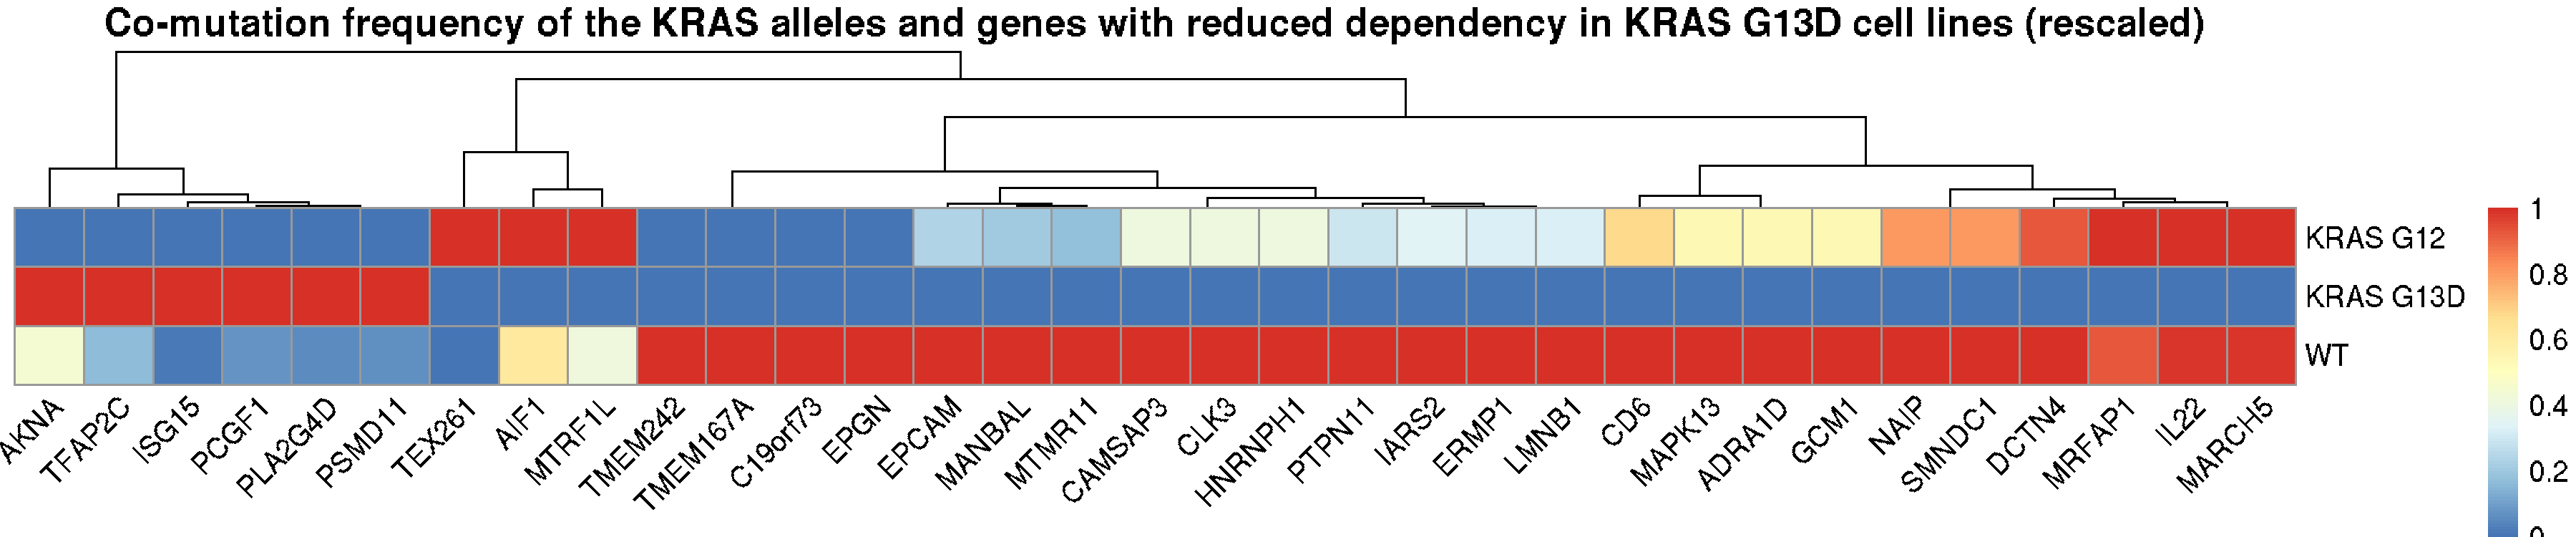 Co-mutation frequency of the KRAS alleles and genes with reduced dependency in KRAS G13D cell lines (rescaled)
KRAS G12
KRAS G13D
WT
1
0.8
0.6
0.4
0.2
0
AKNA
TFAP2C
ISG15
PCGF1
PLA2G4D
PSMD11
TEX261
AIF1
MTRF1L
TMEM242
TMEM167A
C19orf73
EPGN
EPCAM
MANBAL
MTMR11
CAMSAP3
CLK3
HNRNPH1
PTPN11
IARS2
ERMP1
LMNB1
CD6
MAPK13
ADRA1D
GCM1
NAIP
SMNDC1
DCTN4
MRFAP1
IL22
MARCH5